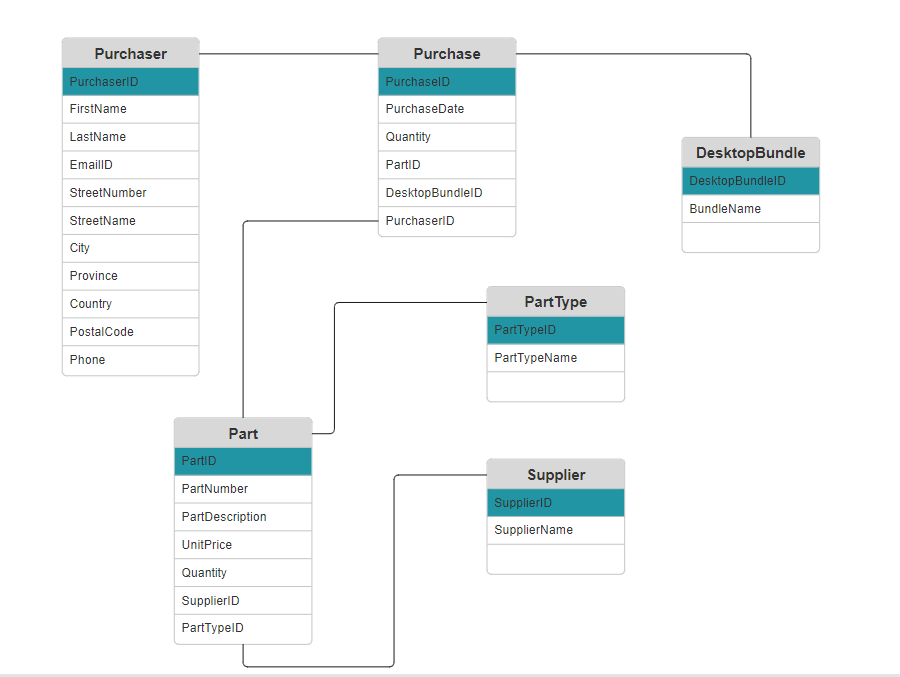 Purchaser
PurchaserID
FirstName
LastName
EmailID
StreetNumber
StreetName
City
Province
Country
PostalCode
Phone
Purchase
PurchaseID
PurchaseDate
Quantity
PartID
DesktopBundleID
PurchaserID
DesktopBundle
DesktopBundleID
BundleName
PartType
PartTypeID
PartTypeName
Part
PartID
PartNumber
PartDescription
UnitPrice
Quantity
SupplierID
PartTypeID
Supplier
SupplierID
SupplierName